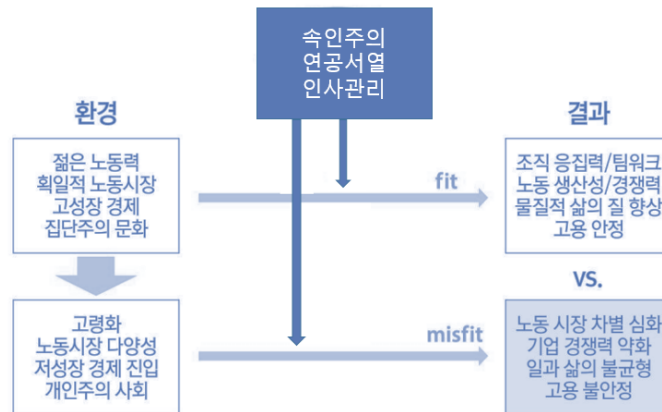 속인주의
연공서열
인사관리
환경
결과
젊은 노동력
획일적 노동시장
고성장 경제
집단주의 문화
fit
조직 응집력/팀워크
노동 생산성/경쟁력
물질적 삶의 질 향상
고용 안정
vs.
고령화
노동시장 다양성
저성장 경제 진입
개인주의 사회
misfit
노동 시장 차별 심화
기업 경쟁력 약화
일과 삶의 불균형
고용 불안정